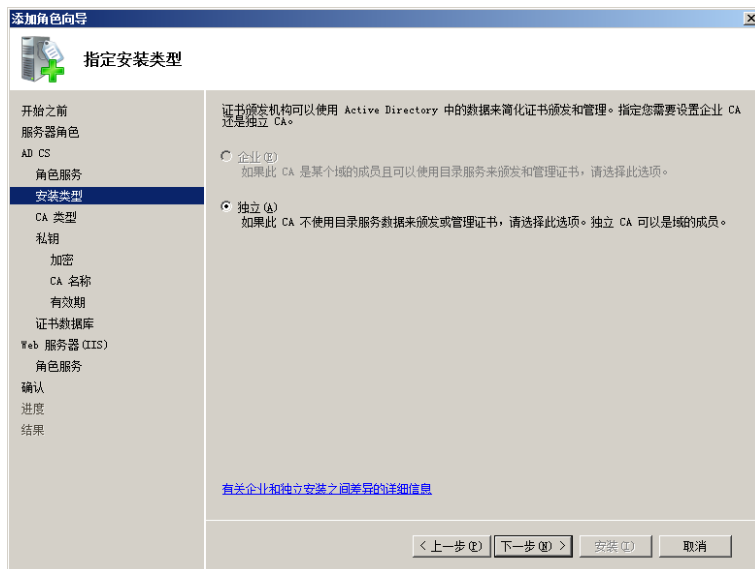 添加角色向导
指定安装类型
开始之前
服务器角色
AD CS
角色服务
安装类型
CA 类型
私钥
加密
CA 名称
有效期
证书数据库
Web 服务器(IIS)
角色服务
确认
进度
结果
证书颁发机构可以使用 Active Directory 中的数据来简化证书颁发和管理。指定您需要设置企业 CA
还是独立 CA。
企业(E)
如果此 CA 是某个域的成员且可以使用目录服务来颁发和管理证书，请选择此选项。
独立(A)
如果此 CA 不使用目录服务数据来颁发或管理证书，请选择此选项。独立 CA 可以是域的成员。
有关企业和独立安装之间差异的详细信息
< 上一步(P) 下一步(N) > 安装(I) 取消